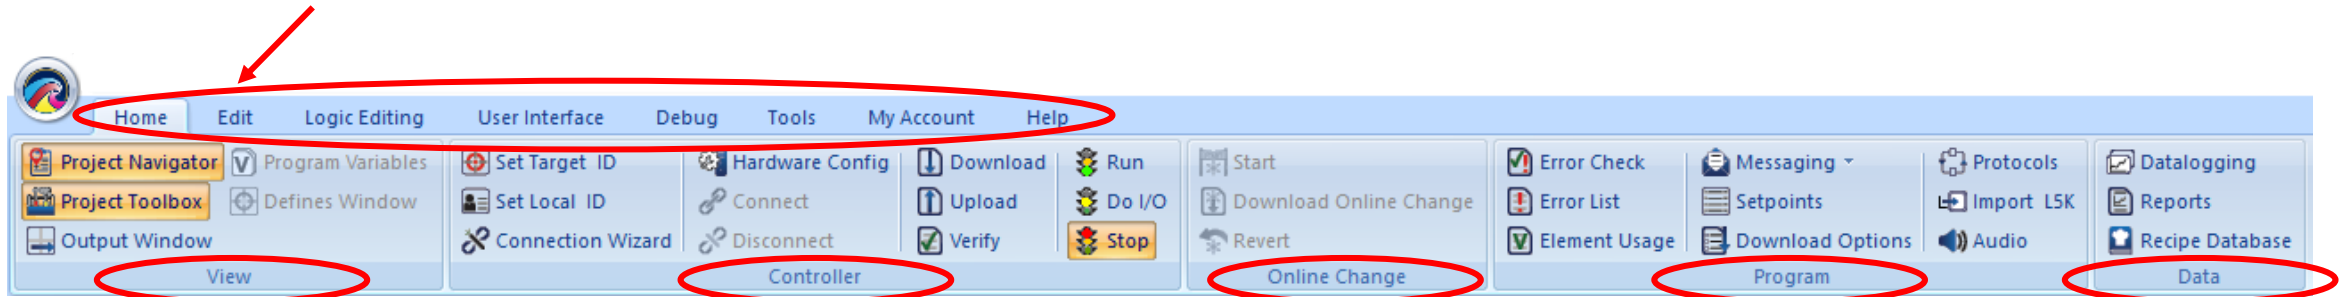 Home Edit Logic Editing User Interface Debug Tools My Account Help
Project Navigator Program Variables Set Target ID Hardware Config Download Run Start Error Check Messaging Protocols Datalogging
Project Toolbox Defines Window Set Local ID Connect Upload Do I/O Download Online Change Error List Setpoints Import L5K Reports
Output Window Connection Wizard Disconnect Verify Stop Revert Element Usage Download Options Audio Recipe Database
View Controller Online Change Program Data